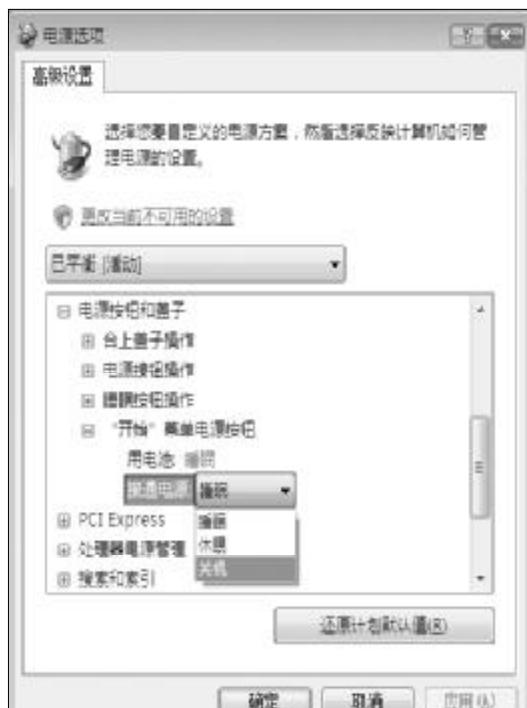 电源选项
高级设置
选择您要自定义的电源方案，然后选择反映计算机如何管
理电源的设置。
更改当前不可用的设置
已平衡 [活动]
电源按钮和盖子
合上盖子操作
电源按钮操作
睡眠按钮操作
“开始”菜单电源按钮
用电池: 睡眠
接通电源 睡眠
睡眠
休眠
关机
PCI Express
处理器电源管理
搜索和索引
还原计划默认值(R)
确定 取消 应用(A)